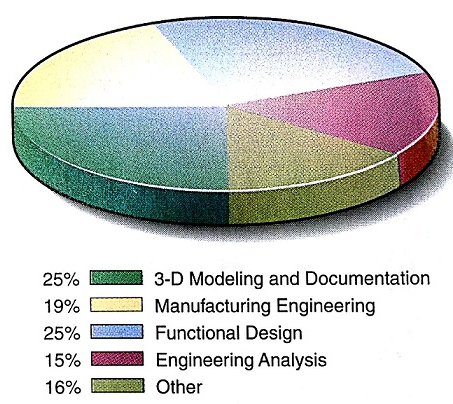 25% 3-D Modeling and Documentation
19% Manufacturing Engineering
25% Functional Design
15% Engineering Analysis
16% Other